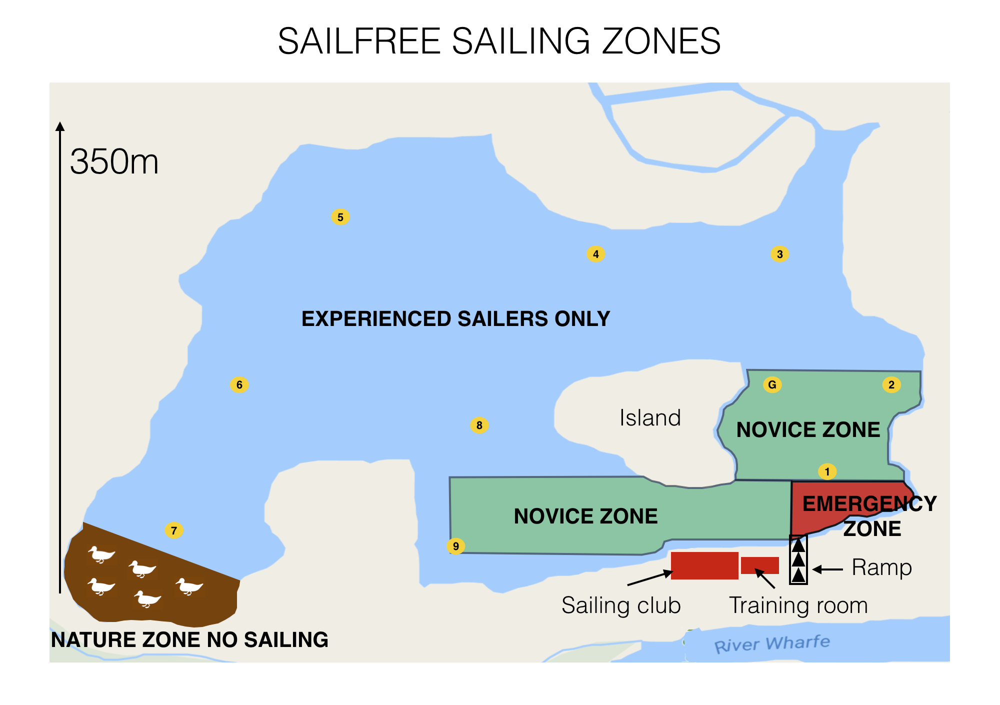 SAILFREE SAILING ZONES
350m
5
4
3
EXPERIENCED SAILERS ONLY
6
G
2
8
Island
NOVICE ZONE
1
NOVICE ZONE
EMERGENCY
ZONE
7
9
Ramp
Sailing club
Training room
NATURE ZONE NO SAILING
River Wharfe